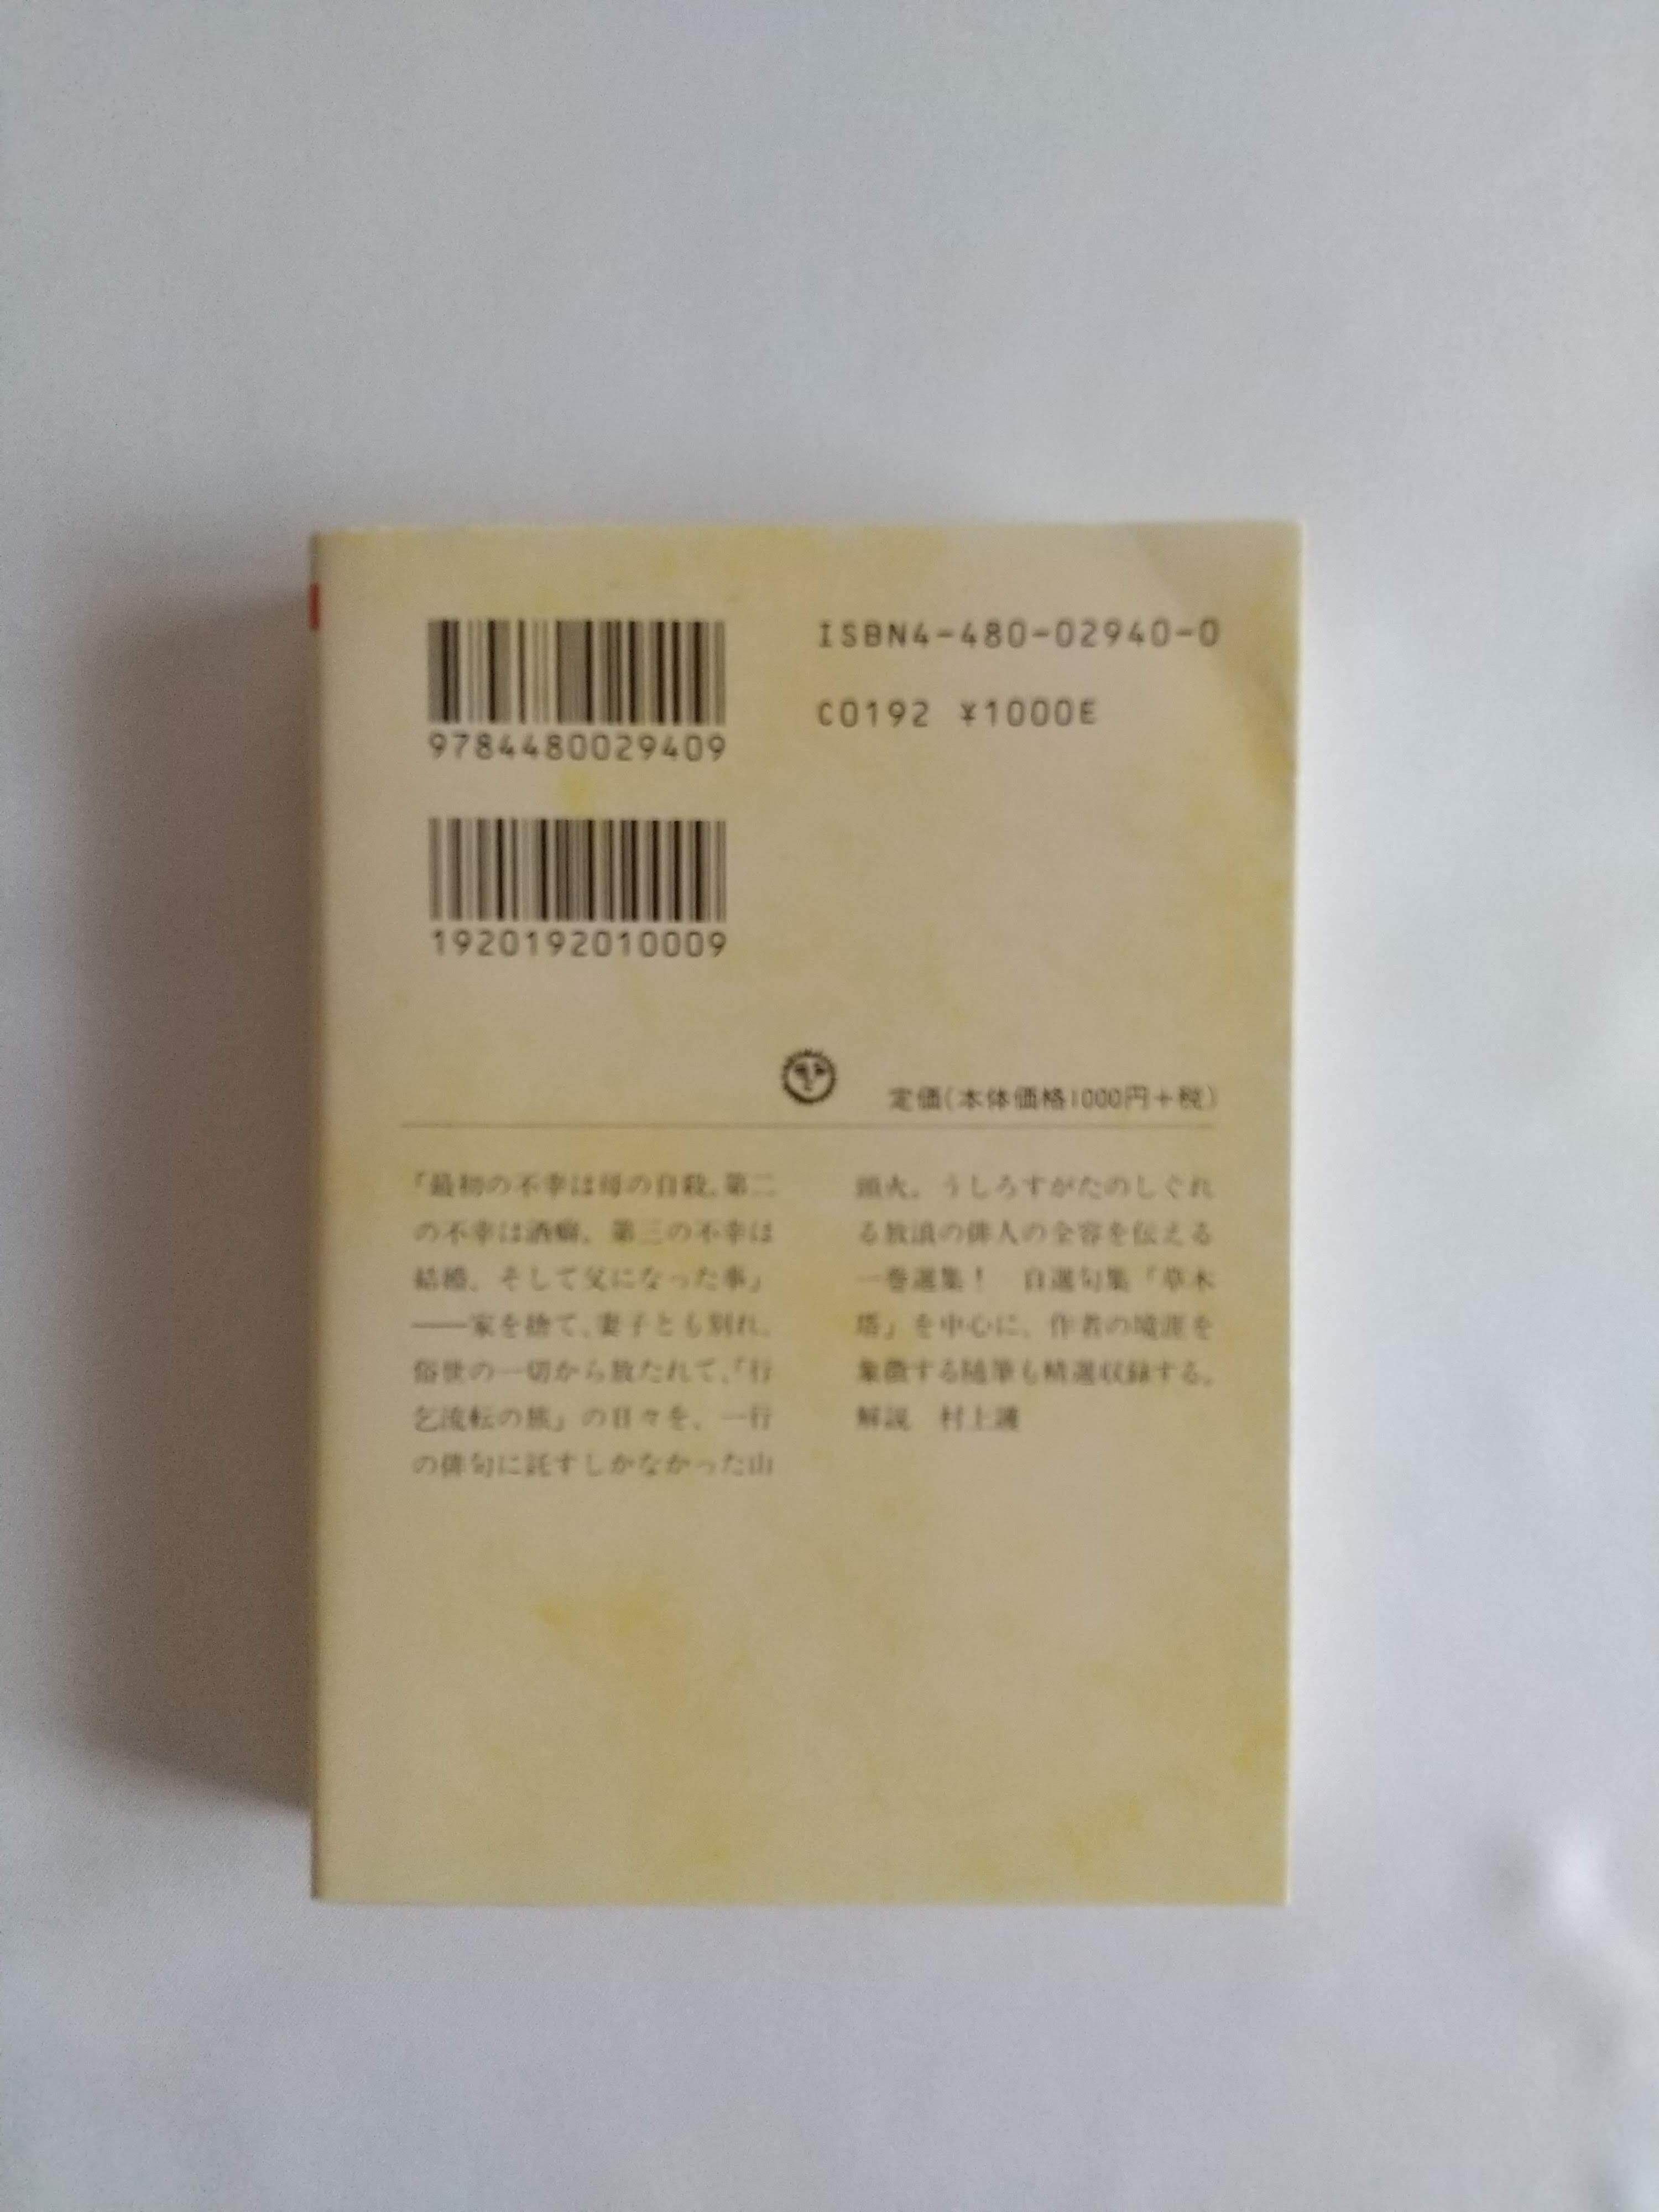 ISBN4-480-02940-0
C0192 ¥1000E
9784480029409
1920192010009
定価(本体価格1000円+税)
「最初の不幸は母の自殺。第二
の不幸は酒癖、第三の不幸は
結婚、そして父になった事」
──家を捨て、妻子とも別れ、
俗世の一切から放たれて、「行
乞流転の旅」の日々を、一行
の俳句に託すしかなかった山
頭火。うしろすがたのしぐれ
る放浪の俳人の全容を伝える
一巻選集! 自選句集『草木
塔』を中心に、作者の境涯を
象徴する随筆も精選収録する。
解説 村上護